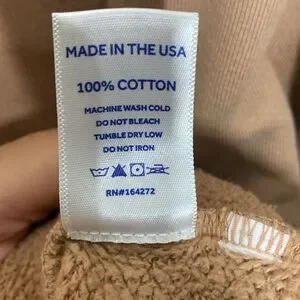 MADE IN THE USA
100% COTTON
MACHINE WASH COLD
DO NOT BLEACH
TUMBLE DRY LOW
DO NOT IRON
RN#164272